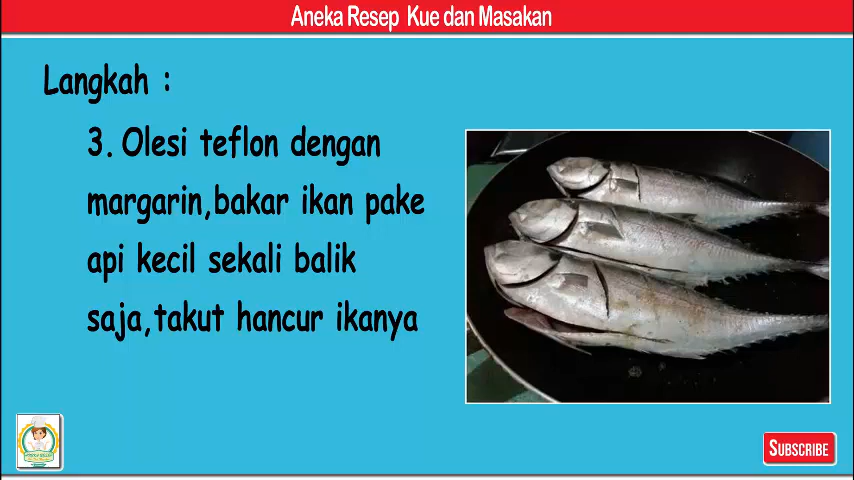 Aneka Resep Kue dan Masakan
Langkah :
3. Olesi teflon dengan
margarin,bakar ikan pake
api kecil sekali balik
saja,takut hancur ikanya
SUBSCRIBE